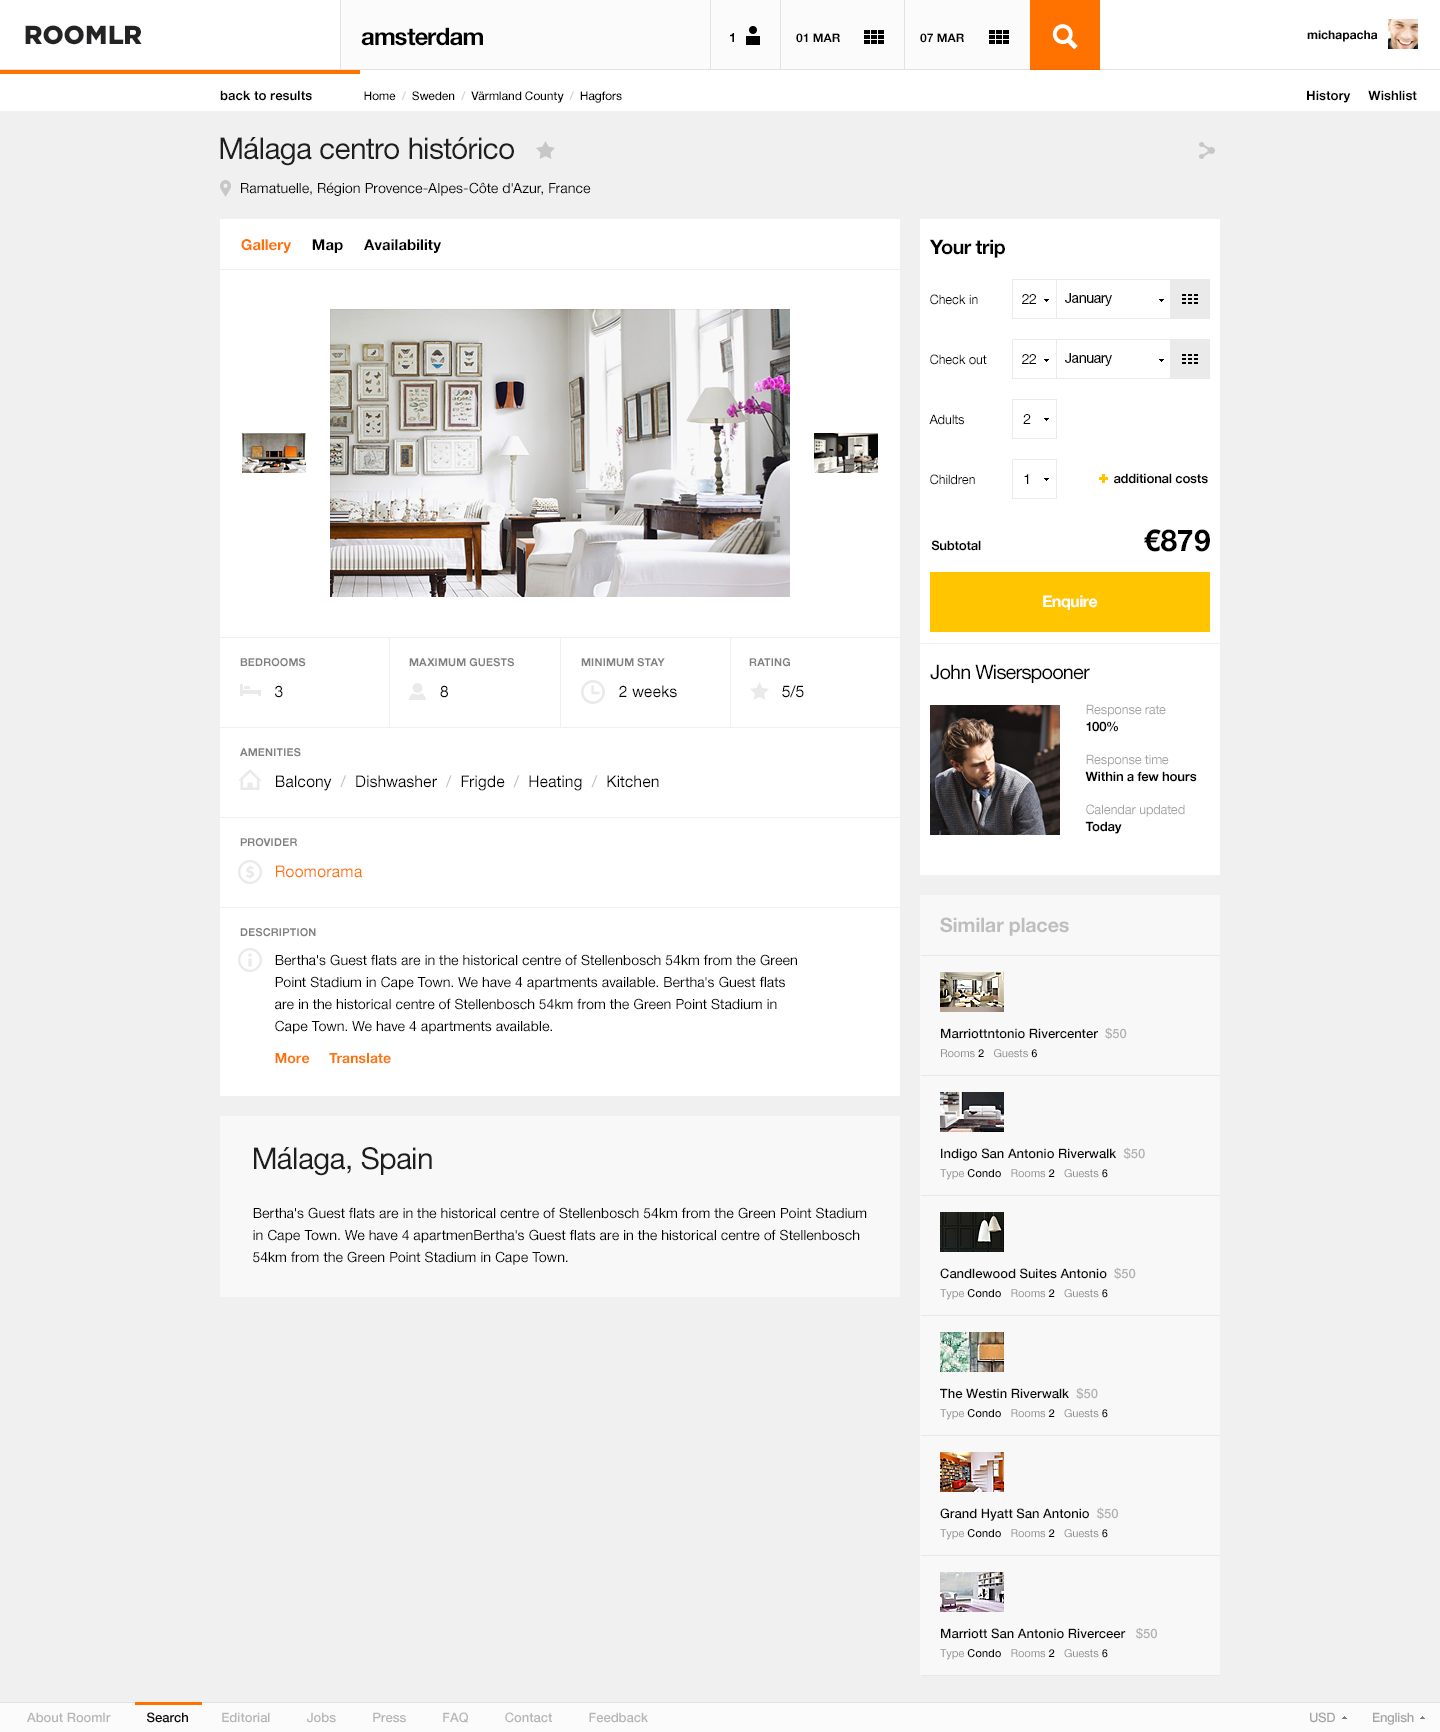 ROOMLR
amsterdam
1
01 MAR
07 MAR
michapacha
back to results
Home / Sweden / Värmland County / Hagfors
History
Wishlist
Málaga centro histórico
Ramatuelle, Région Provence-Alpes-Côte d'Azur, France
Gallery
Map
Availability
BEDROOMS
3
MAXIMUM GUESTS
8
MINIMUM STAY
2 weeks
RATING
5/5
AMENITIES
Balcony / Dishwasher / Frigde / Heating / Kitchen
PROVIDER
Roomorama
DESCRIPTION
Bertha's Guest flats are in the historical centre of Stellenbosch 54km from the Green
Point Stadium in Cape Town. We have 4 apartments available. Bertha's Guest flats
are in the historical centre of Stellenbosch 54km from the Green Point Stadium in
Cape Town. We have 4 apartments available.
More
Translate
Málaga, Spain
Bertha's Guest flats are in the historical centre of Stellenbosch 54km from the Green Point Stadium
in Cape Town. We have 4 apartmenBertha's Guest flats are in the historical centre of Stellenbosch
54km from the Green Point Stadium in Cape Town.
Your trip
Check in 22 January
Check out 22 January
Adults 2
Children 1 + additional costs
Subtotal €879
Enquire
John Wiserspooner
Response rate
100%
Response time
Within a few hours
Calendar updated
Today
Similar places
Marriottntonio Rivercenter $50
Rooms 2 Guests 6
Indigo San Antonio Riverwalk $50
Type Condo Rooms 2 Guests 6
Candlewood Suites Antonio $50
Type Condo Rooms 2 Guests 6
The Westin Riverwalk $50
Type Condo Rooms 2 Guests 6
Grand Hyatt San Antonio $50
Type Condo Rooms 2 Guests 6
Marriott San Antonio Riverceer $50
Type Condo Rooms 2 Guests 6
About Roomlr
Search
Editorial
Jobs
Press
FAQ
Contact
Feedback
USD
English